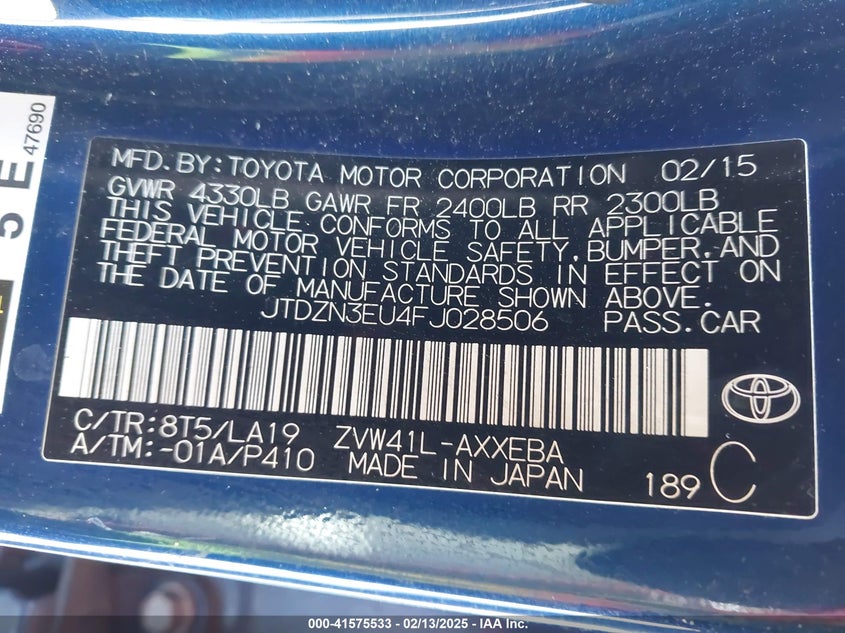 MFD.BY:TOYOTA MOTOR CORPORATION 02/15
GVWR 4330LB GAWR FR 2400LB RR 2300LB
THIS VEHICLE CONFORMS TO ALL APPLICABLE
FEDERAL MOTOR VEHICLE SAFETY,BUMPER,AND
THEFT PREVENTION STANDARDS IN EFFECT ON
THE DATE OF MANUFACTURE SHOWN ABOVE.
JTDZN3EU4FJ028506 PASS.CAR
C/TR:8T5/LA19 ZVW41L-AXXEBA
A/TM:-01A/P410 MADE IN JAPAN 189 C
5 E
47690
000-41575533 - 02/13/2025 - IAA Inc.